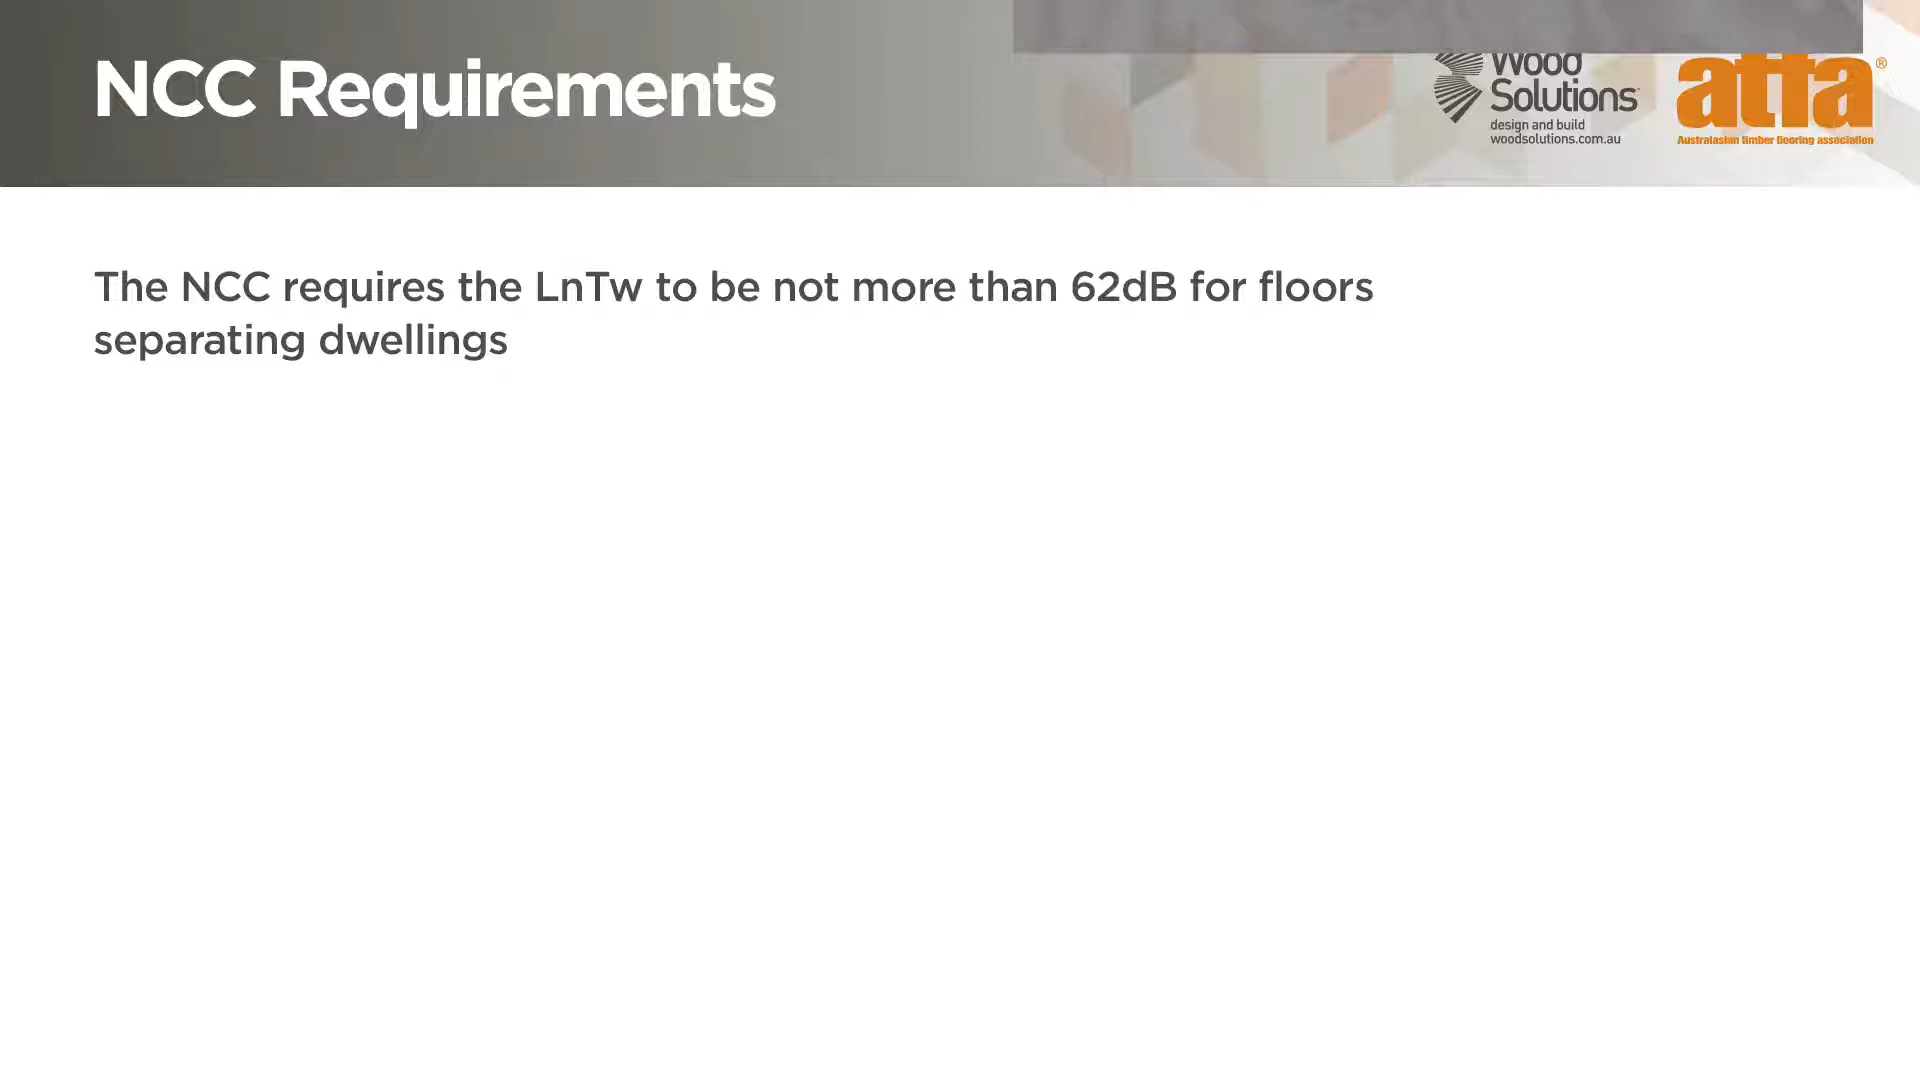 NCC Requirements
Wood
Solutions
design and build
woodsolutions.com.au
atfa®
Australasian timber flooring association
The NCC requires the LnTw to be not more than 62dB for floors
separating dwellings